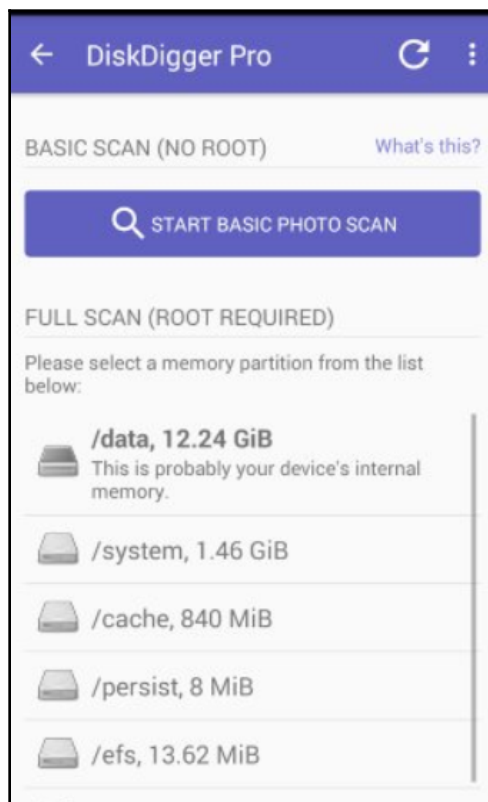 DiskDigger Pro
BASIC SCAN (NO ROOT) What's this?
START BASIC PHOTO SCAN
FULL SCAN (ROOT REQUIRED)
Please select a memory partition from the list
below:
/data, 12.24 GiB
This is probably your device's internal
memory.
/system, 1.46 GiB
/cache, 840 MiB
/persist, 8 MiB
/efs, 13.62 MiB